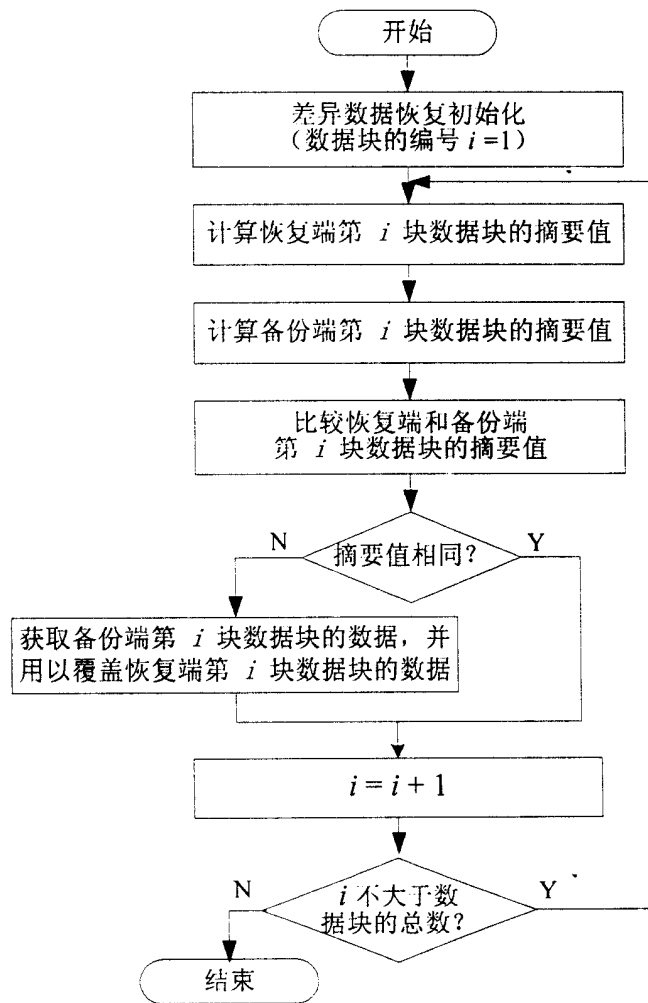 开始
差异数据恢复初始化
（数据块的编号 i =1）
计算恢复端第 i 块数据块的摘要值
计算备份端第 i 块数据块的摘要值
比较恢复端和备份端
第 i 块数据块的摘要值
N
摘要值相同？
Y
获取备份端第 i 块数据块的数据，并
用以覆盖恢复端第 i 块数据块的数据
i = i + 1
N
i 不大于数
据块的总数？
Y
结束